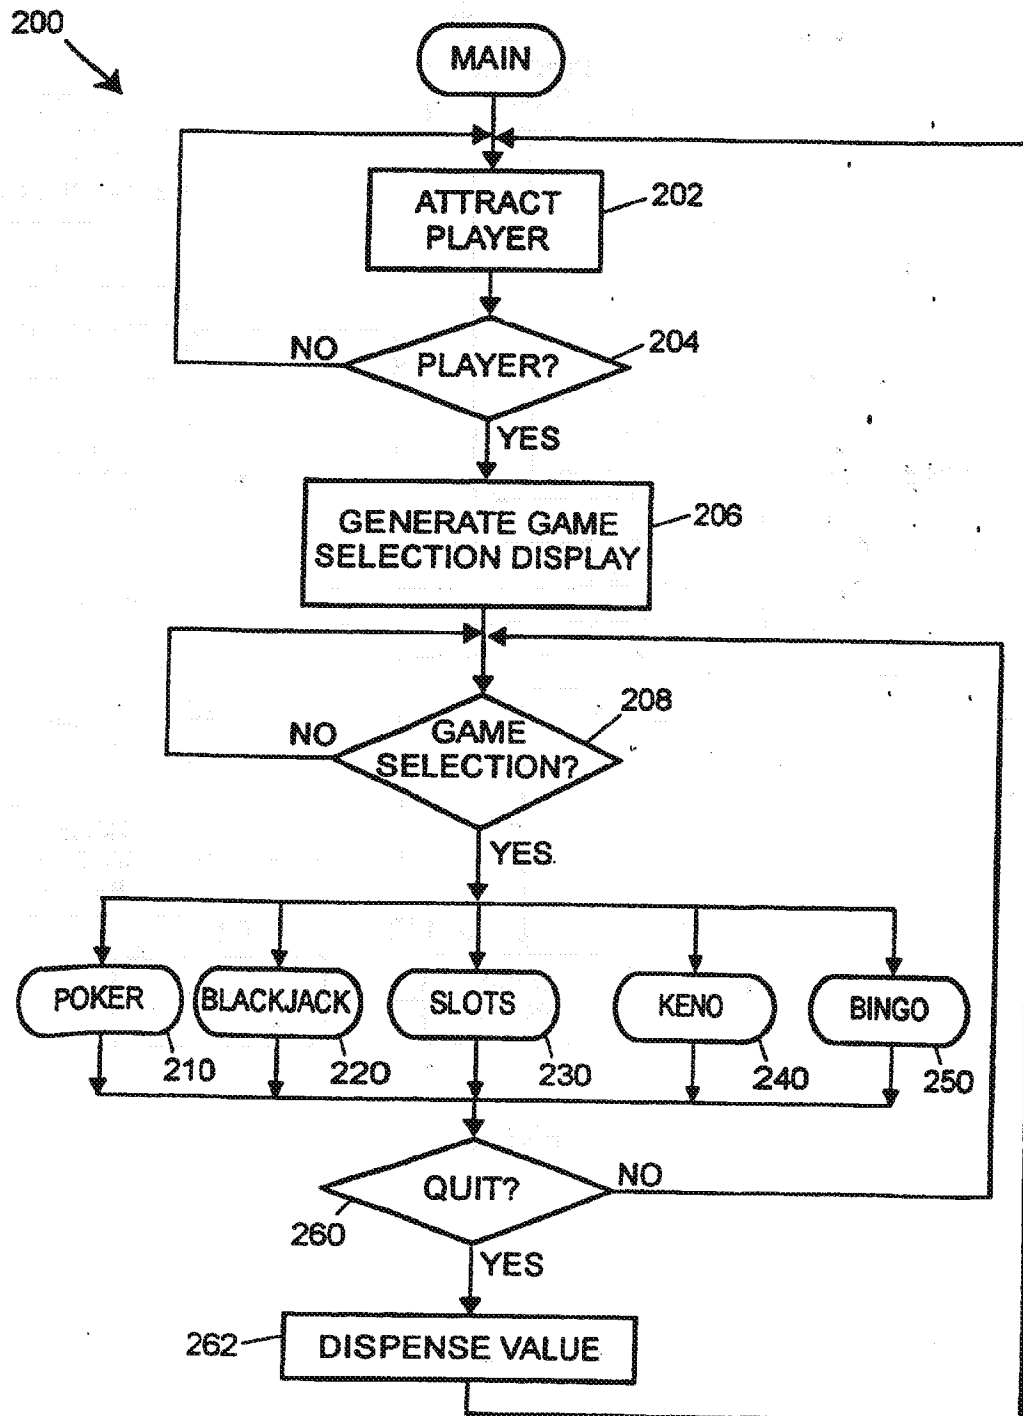 200
MAIN
ATTRACT
PLAYER
202
PLAYER?
204
NO
YES
GENERATE GAME
SELECTION DISPLAY
206
GAME
SELECTION?
208
NO
YES
POKER
BLACKJACK
SLOTS
KENO
BINGO
210
220
230
240
250
QUIT?
NO
260
YES
262
DISPENSE VALUE